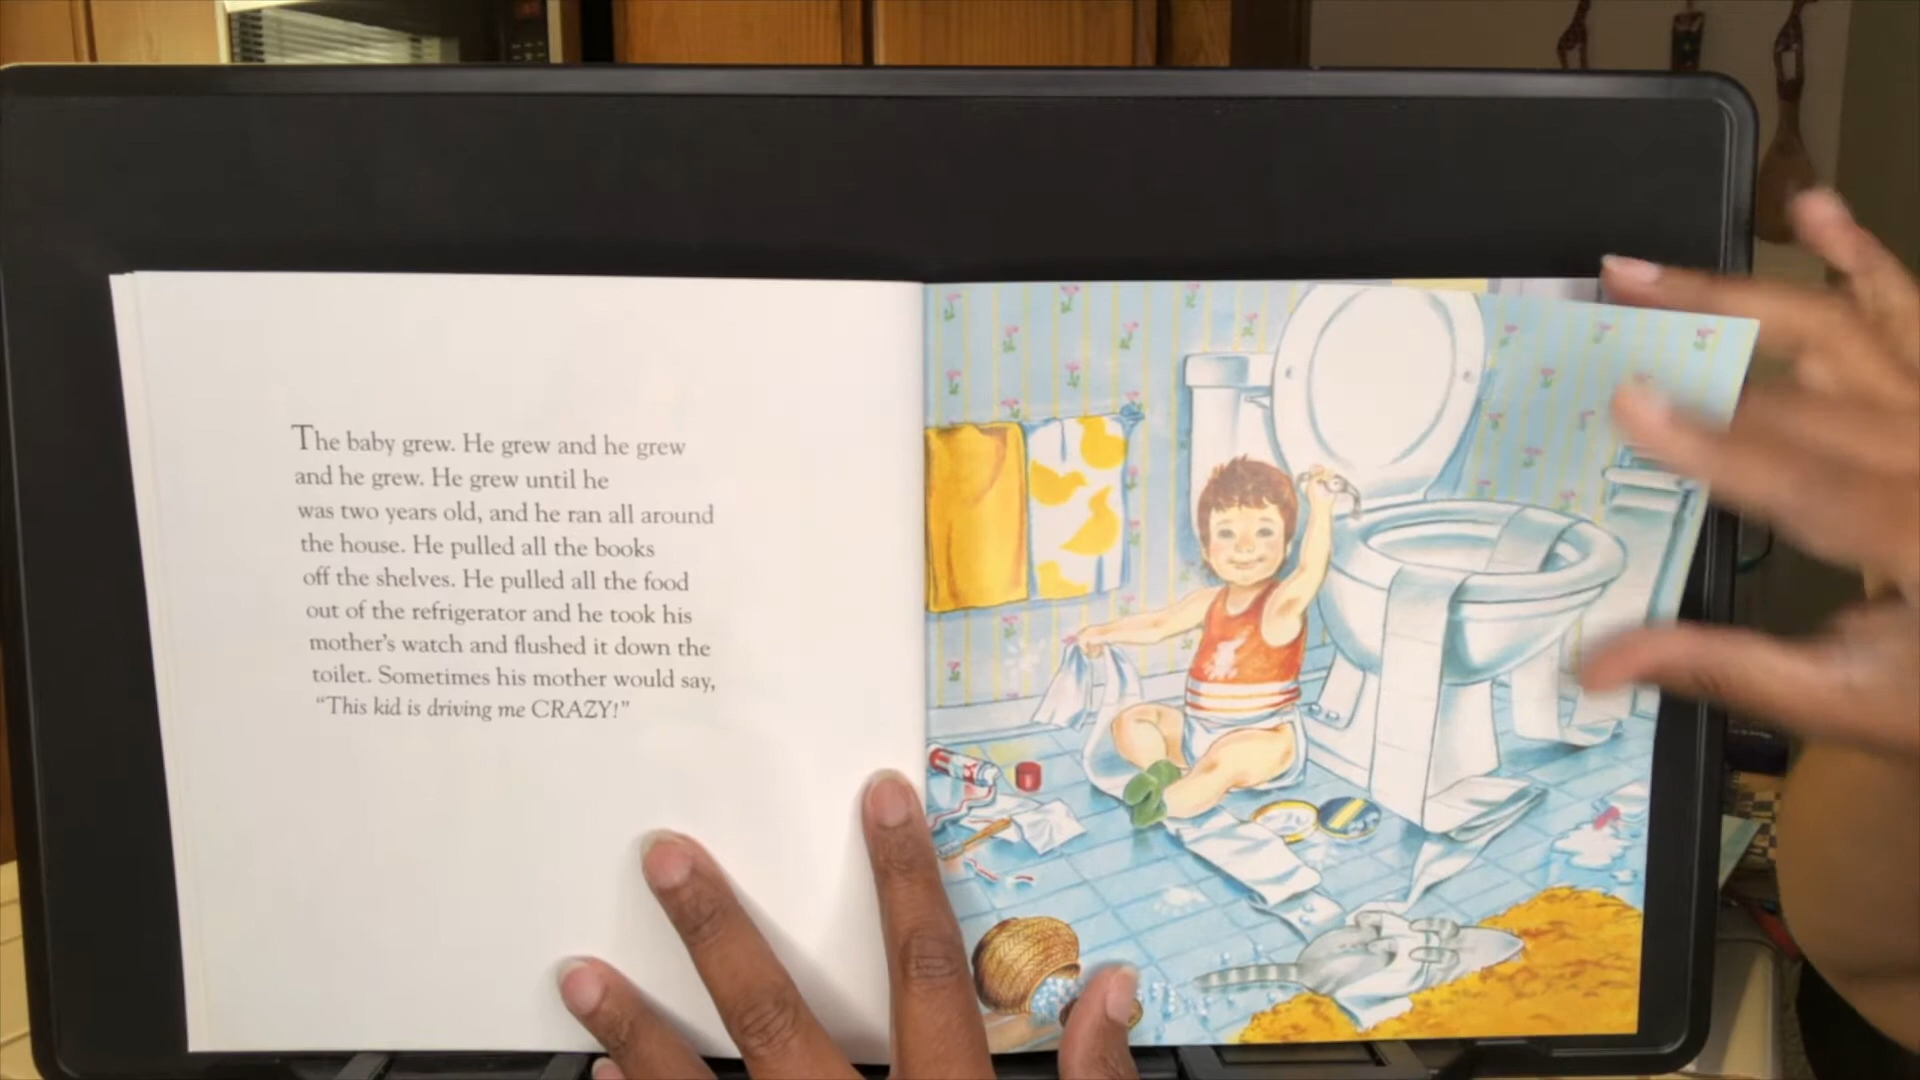 The baby grew. He grew and he grew
and he grew. He grew until he
was two years old, and he ran all around
the house. He pulled all the books
off the shelves. He pulled all the food
out of the refrigerator and he took his
mother's watch and flushed it down the
toilet. Sometimes his mother would say,
"This kid is driving me CRAZY!"